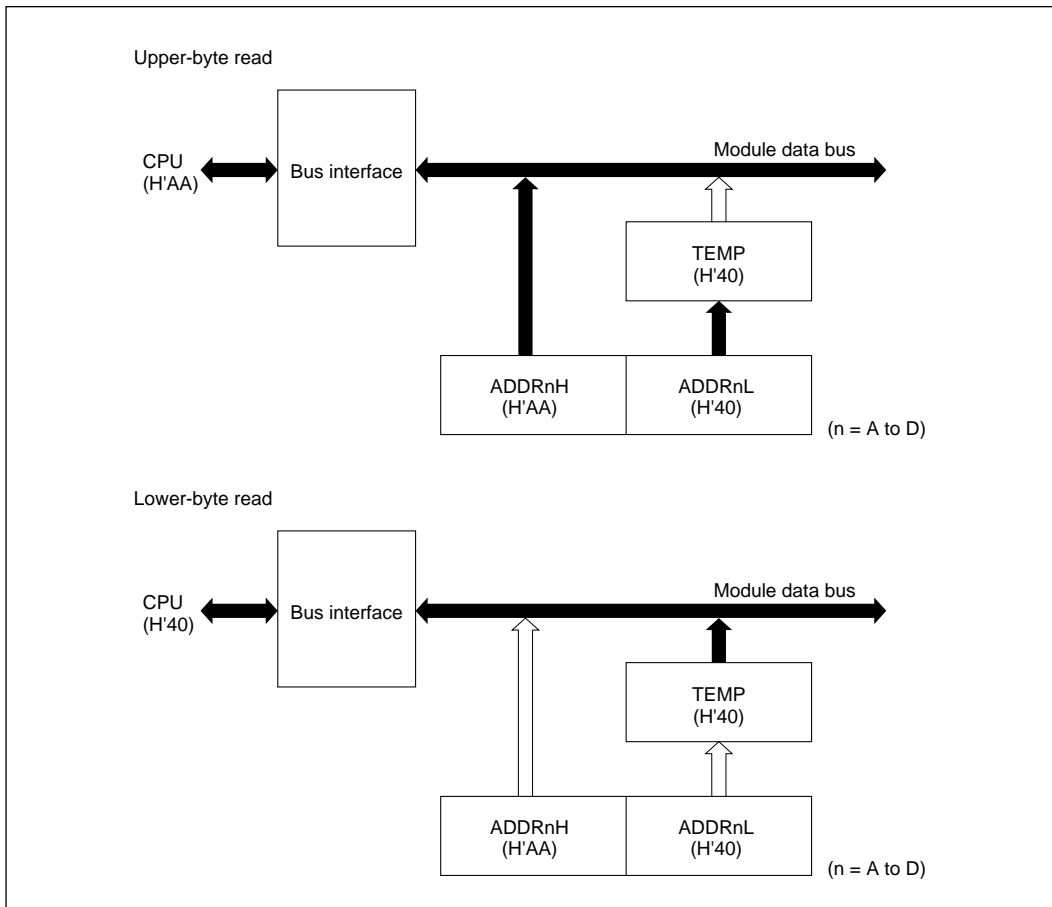 Upper-byte read
Module data bus
CPU
(H'AA)
Bus interface
TEMP
(H'40)
ADDRnH
(H'AA)
ADDRnL
(H'40)
(n = A to D)
Lower-byte read
Module data bus
CPU
(H'40)
Bus interface
TEMP
(H'40)
ADDRnH
(H'AA)
ADDRnL
(H'40)
(n = A to D)